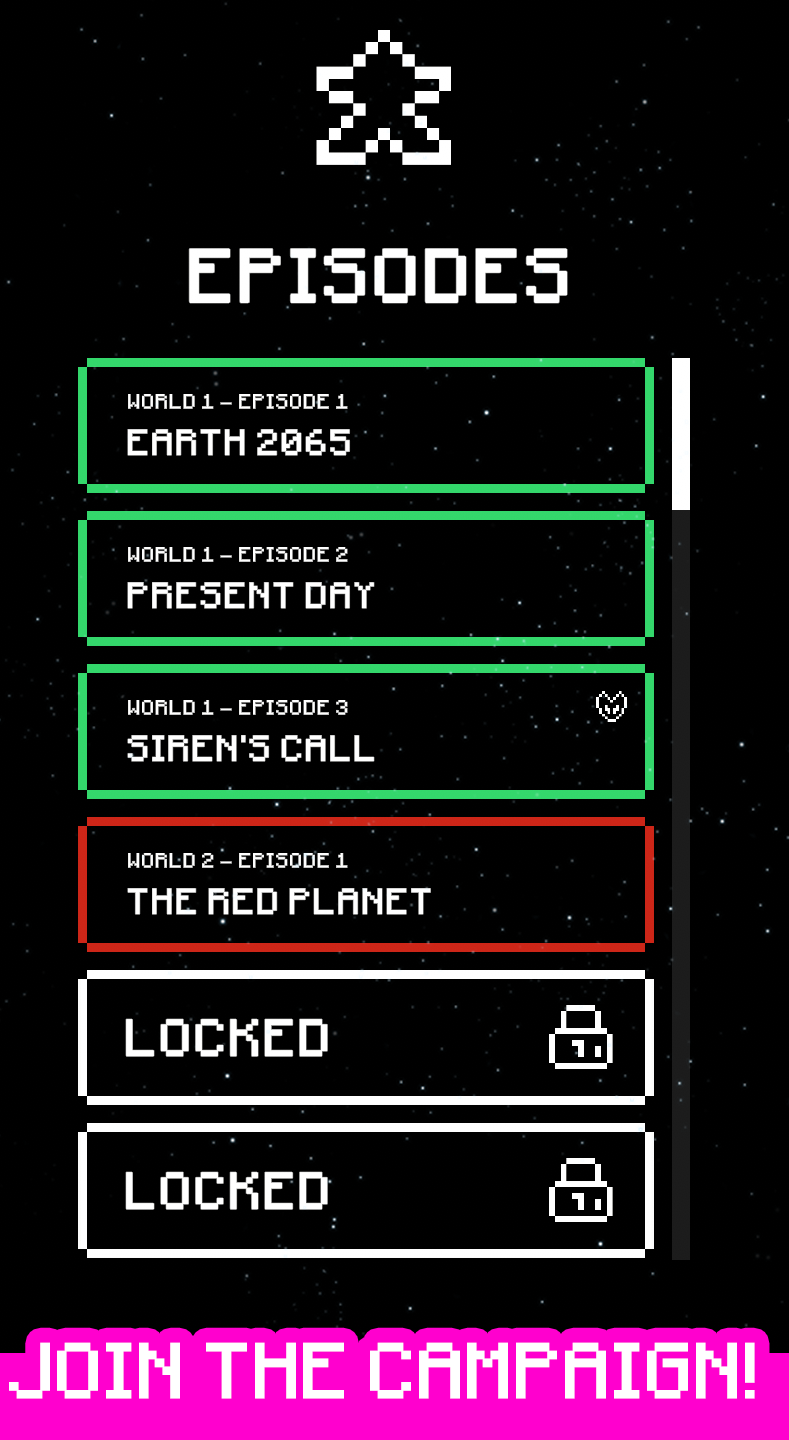 EPISODES
WORLD 1 – EPISODE 1
EARTH 2065
WORLD 1 – EPISODE 2
PRESENT DAY
WORLD 1 – EPISODE 3
SIREN'S CALL
WORLD 2 – EPISODE 1
THE RED PLANET
LOCKED
LOCKED
JOIN THE CAMPAIGN!